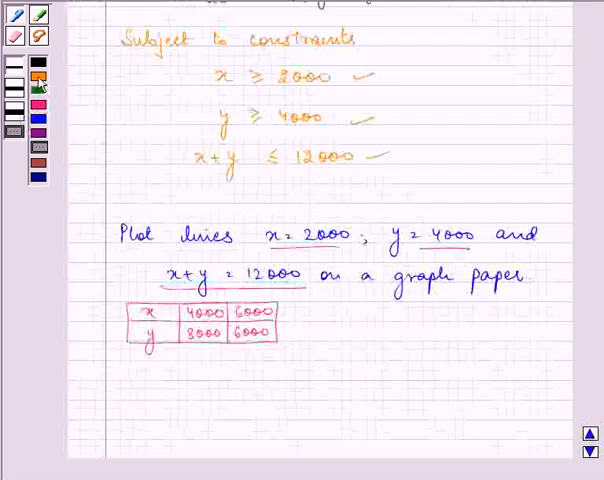 Subject to constraints
x ≥ 2000 ✓
y ≥ 4000 ✓
x+y ≤ 12000 ✓
Plot lines x = 2000; y = 4000 and
x+y = 12000 on a graph paper
x 4000 6000
y 8000 6000